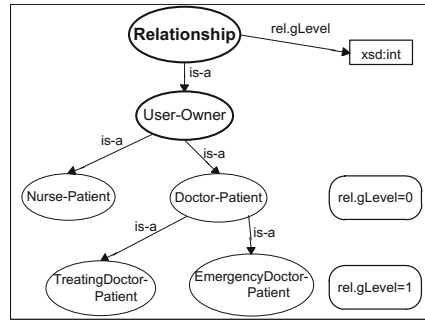 Relationship
rel.gLevel
xsd:int
is-a
User-Owner
is-a
is-a
Nurse-Patient
Doctor-Patient
rel.gLevel=0
is-a
is-a
TreatingDoctor-
Patient
EmergencyDoctor-
Patient
rel.gLevel=1